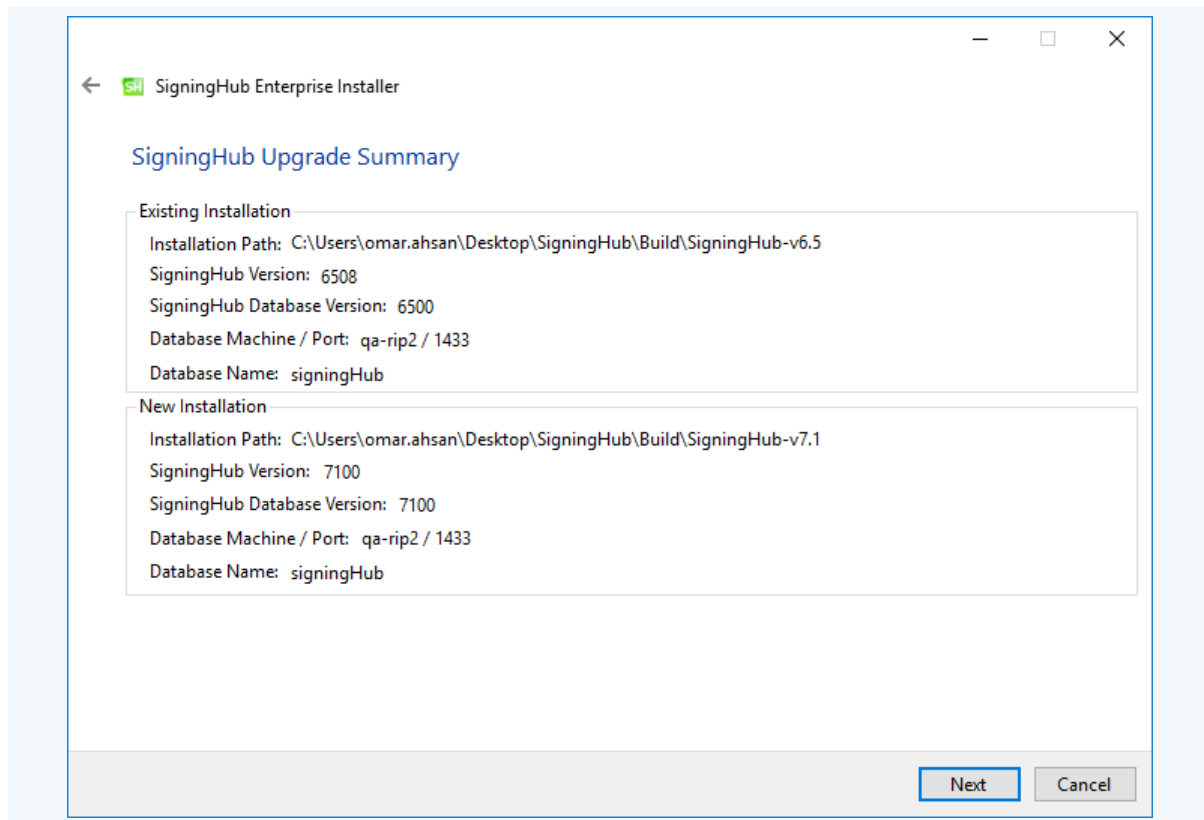 SH SigningHub Enterprise Installer
SigningHub Upgrade Summary
Existing Installation
Installation Path: C:\Users\omar.ahsan\Desktop\SigningHub\Build\SigningHub-v6.5
SigningHub Version: 6508
SigningHub Database Version: 6500
Database Machine / Port: qa-rip2 / 1433
Database Name: signingHub
New Installation
Installation Path: C:\Users\omar.ahsan\Desktop\SigningHub\Build\SigningHub-v7.1
SigningHub Version: 7100
SigningHub Database Version: 7100
Database Machine / Port: qa-rip2 / 1433
Database Name: signingHub
Next Cancel